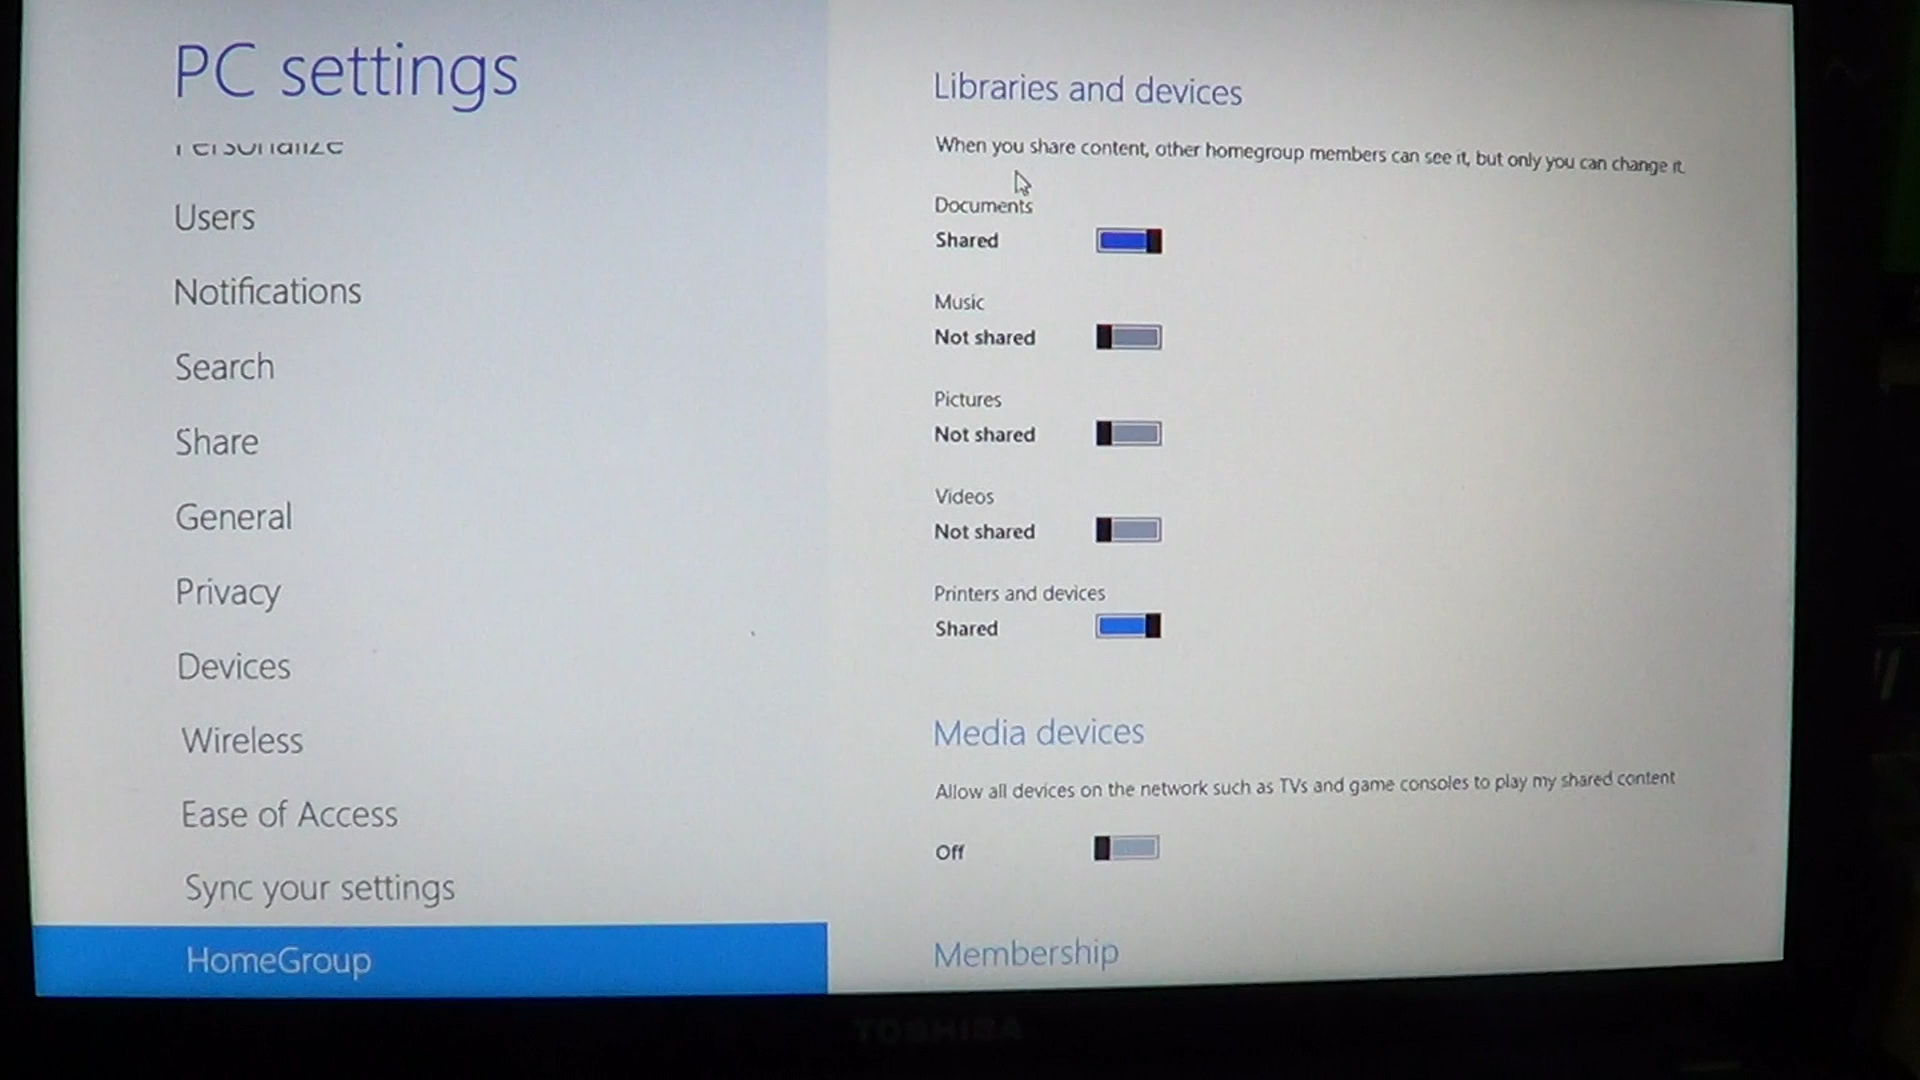 PC settings
Personalize
Users
Notifications
Search
Share
General
Privacy
Devices
Wireless
Ease of Access
Sync your settings
HomeGroup
Libraries and devices
When you share content, other homegroup members can see it, but only you can change it.
Documents
Shared
Music
Not shared
Pictures
Not shared
Videos
Not shared
Printers and devices
Shared
Media devices
Allow all devices on the network such as TVs and game consoles to play my shared content
Off
Membership
TOSHIBA